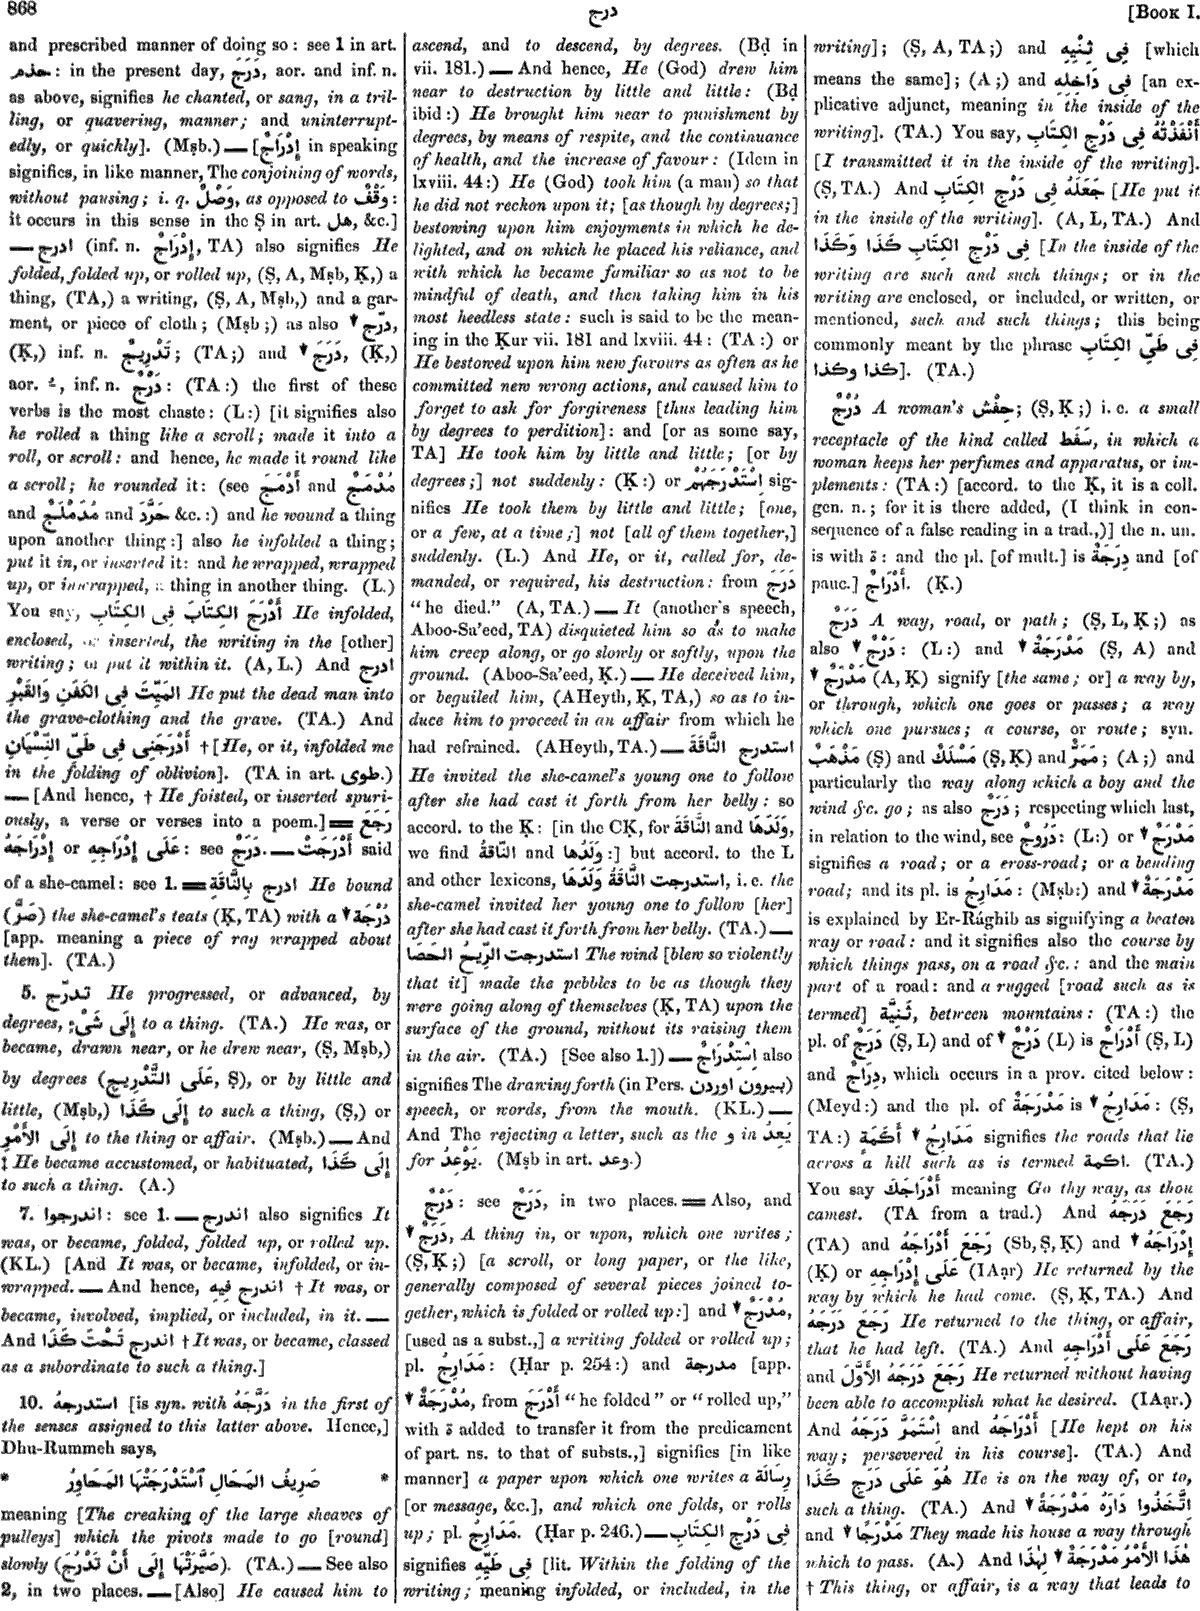 868
درج
[BOOK I.
and prescribed manner of doing so : see 1 in art.
حذم : in the present day, دَرَجَ, aor. and inf. n.
as above, signifies he chanted, or sang, in a tril-
ling, or quavering, manner; and uninterrupt-
edly, or quickly]. (Mṣb.) — [إِدْرَاجٌ in speaking
signifies, in like manner, The conjoining of words,
without pausing; i. q. وَصْلٌ, as opposed to وَقْفٌ :
it occurs in this sense in the Ṣ in art. هل, &c.]
— ادرج (inf. n. إِدْرَاجٌ, TA) also signifies He
folded, folded up, or rolled up, (Ṣ, A, Mṣb, Ḳ,) a
thing, (TA,) a writing, (Ṣ, A, Mṣb,) and a gar-
ment, or piece of cloth; (Mṣb;) as also ▼ درّج,
(Ḳ,) inf. n. تَدْرِيجٌ; (TA;) and ▼ دَرَجَ, (Ḳ,)
aor. ـُ, inf. n. دَرْجٌ : (TA:) the first of these
verbs is the most chaste: (L:) [it signifies also
he rolled a thing like a scroll; made it into a
roll, or scroll: and hence, he made it round like
a scroll; he rounded it: (see أَدْمَجَ and مُدْمَجٌ
and مُدَمْلَجٌ and حَرَّدَ &c.:) and he wound a thing
upon another thing:] also he infolded a thing;
put it in, or inserted it: and he wrapped, wrapped
up, or inwrapped, a thing in another thing. (L.)
You say, أَدْرَجَ الكِتَابَ فِى الكِتَابِ He infolded,
enclosed, or inserted, the writing in the [other]
writing; or put it within it. (A, L.) And ادرج
المَيِّتَ فِى الكَفَنِ وَالقَبْرِ He put the dead man into
the grave-clothing and the grave. (TA.) And
أَدْرَجَنِى فِى طَىِّ النِّسْيَانِ † [He, or it, infolded me
in the folding of oblivion]. (TA in art. طوى.)
— [And hence, † He foisted, or inserted spuri-
ously, a verse or verses into a poem.] = رَجَعَ
إِدْرَاجَهُ or عَلَى إِدْرَاجِهِ : see دَرَجٌ. — أَدْرَجَتْ said
of a she-camel: see 1. = ادرج بِالنَّاقَةِ He bound
(صَرَّ) the she-camel's teats (Ḳ, TA) with a ▼ دُرْجَة
[app. meaning a piece of rag wrapped about
them]. (TA.)
5. تدرّج He progressed, or advanced, by
degrees, إِلَى شَىْءٍ to a thing. (TA.) He was, or
became, drawn near, or he drew near, (Ṣ, Mṣb,)
by degrees (عَلَى التَّدْرِيجِ, Ṣ), or by little and
little, (Mṣb,) إِلَى كَذَا to such a thing, (Ṣ,) or
إِلَى الأَمْرِ to the thing or affair. (Mṣb.) — And
‡ He became accustomed, or habituated, إِلَى كَذَا
to such a thing. (A.)
7. اندرجوا : see 1. — اندرج also signifies It
was, or became, folded, folded up, or rolled up.
(KL.) [And It was, or became, infolded, or in-
wrapped. — And hence, اندرج فِيهِ † It was, or
became, involved, implied, or included, in it. —
And اندرج تَحْتَ كَذَا † It was, or became, classed
as a subordinate to such a thing.]
10. استدرجهُ [is syn. with دَرَّجَهُ in the first of
the senses assigned to this latter above. Hence,]
Dhu-Rummeh says,
* صَرِيفُ المَحَالِ ٱسْتَدْرَجَتْهَا المَحَاوِرُ *
meaning [The creaking of the large sheaves of
pulleys] which the pivots made to go [round]
slowly (صَيَّرَتْهَا إِلَى أَنْ تَدْرُجَ). (TA.) — See also
2, in two places. — [Also] He caused him to
ascend, and to descend, by degrees. (Bḍ in
vii. 181.) — And hence, He (God) drew him
near to destruction by little and little: (Bḍ
ibid:) He brought him near to punishment by
degrees, by means of respite, and the continuance
of health, and the increase of favour: (Idem in
lxviii. 44:) He (God) took him (a man) so that
he did not reckon upon it; [as though by degrees;]
bestowing upon him enjoyments in which he de-
lighted, and on which he placed his reliance, and
with which he became familiar so as not to be
mindful of death, and then taking him in his
most heedless state: such is said to be the mean-
ing in the Ḳur vii. 181 and lxviii. 44: (TA:) or
He bestowed upon him new favours as often as he
committed new wrong actions, and caused him to
forget to ask for forgiveness [thus leading him
by degrees to perdition]: and [or as some say,
TA] He took him by little and little; [or by
degrees;] not suddenly: (Ḳ:) or اِسْتَدْرَجَهُمْ sig-
nifies He took them by little and little; [one,
or a few, at a time;] not [all of them together,]
suddenly. (L.) And He, or it, called for, de-
manded, or required, his destruction: from دَرَجَ
"he died." (A, TA.) — It (another's speech,
Aboo-Sa'eed, TA) disquieted him so as to make
him creep along, or go slowly or softly, upon the
ground. (Aboo-Sa'eed, Ḳ.) — He deceived him,
or beguiled him, (AHeyth, Ḳ, TA,) so as to in-
duce him to proceed in an affair from which he
had refrained. (AHeyth, TA.) — استدرج النَّاقَةَ
He invited the she-camel's young one to follow
after she had cast it forth from her belly: so
accord. to the Ḳ: [in the CḲ, for النَّاقَةَ and وَلَدَهَا,
we find النَّاقَةُ and وَلَدُها :] but accord. to the L
and other lexicons, استدرجت النَّاقَةُ وَلَدَهَا, i. e. the
she-camel invited her young one to follow [her]
after she had cast it forth from her belly. (TA.) —
استدرجت الرِّيحُ الحَصَا The wind [blew so violently
that it] made the pebbles to be as though they
were going along of themselves (Ḳ, TA) upon the
surface of the ground, without its raising them
in the air. (TA.) [See also 1.]) — اِسْتِدْرَاجٌ also
signifies The drawing forth (in Pers. بيرون اوردن)
speech, or words, from the mouth. (KL.) —
And The rejecting a letter, such as the و in يَعِدُ
for يَوْعِدُ. (Mṣb in art. وعد.)
دَرْجٌ : see دَرَجٌ, in two places. = Also, and
▼ دَرَجٌ, A thing in, or upon, which one writes;
(Ṣ, Ḳ;) [a scroll, or long paper, or the like,
generally composed of several pieces joined to-
gether, which is folded or rolled up:] and ▼ مُدْرَجٌ,
[used as a subst.,] a writing folded or rolled up;
pl. مَدَارِجُ : (Ḥar p. 254:) and مدرجة [app.
▼ مُدْرَجَةٌ, from أَدْرَجَ "he folded" or "rolled up,"
with ة added to transfer it from the predicament
of part. ns. to that of substs.,] signifies [in like
manner] a paper upon which one writes a رِسَالَة
[or message, &c.], and which one folds, or rolls
up; pl. مَدَارِجُ. (Ḥar p. 246.) — فِى دَرْجِ الكِتَابِ
signifies فِى طَيِّهِ [lit. Within the folding of the
writing; meaning infolded, or included, in the
writing]; (Ṣ, A, TA;) and فِى ثِنْيِهِ [which
means the same]; (A;) and فِى دَاخِلِهِ [an ex-
plicative adjunct, meaning in the inside of the
writing]. (TA.) You say, أَنْفَذْتُهُ فِى دَرْجِ الكِتَابِ
[I transmitted it in the inside of the writing].
(Ṣ, TA.) And جَعَلَهُ فِى دَرْجِ الكِتَابِ [He put it
in the inside of the writing]. (A, L, TA.) And
فِى دَرْجِ الكِتَابِ كَذَا وَكَذَا [In the inside of the
writing are such and such things; or in the
writing are enclosed, or included, or written, or
mentioned, such and such things; this being
commonly meant by the phrase فِى طَىِّ الكِتَابِ
كذا وكذا]. (TA.)
دُرْجٌ A woman's حِفْش; (Ṣ, Ḳ;) i. e. a small
receptacle of the kind called سَفَط, in which a
woman keeps her perfumes and apparatus, or im-
plements: (TA:) [accord. to the Ḳ, it is a coll.
gen. n.; for it is there added, (I think in con-
sequence of a false reading in a trad.,)] the n. un.
is with ة : and the pl. [of mult.] is دِرَجَةٌ and [of
pauc.] أَدْرَاجٌ. (Ḳ.)
دَرَجٌ A way, road, or path; (Ṣ, L, Ḳ;) as
also ▼ دَرْجٌ : (L:) and ▼ مَدْرَجَةٌ (Ṣ, A) and
▼ مَدْرَجٌ (A, Ḳ) signify [the same; or] a way by,
or through, which one goes or passes; a way
which one pursues; a course, or route; syn.
مَذْهَبٌ (Ṣ) and مَسْلَكٌ (Ṣ, Ḳ) and مَمَرٌّ; (A;) and
particularly the way along which a boy and the
wind &c. go; as also دَرْجٌ; respecting which last,
in relation to the wind, see دَرُوجٌ : (L:) or ▼ مَدْرَجٌ
signifies a road; or a cross-road; or a bending
road; and its pl. is مَدَارِجُ : (Mṣb:) and ▼ مَدْرَجَةٌ
is explained by Er-Rághib as signifying a beaten
way or road: and it signifies also the course by
which things pass, on a road &c.: and the main
part of a road: and a rugged [road such as is
termed] ثَنِيَّة, between mountains: (TA:) the
pl. of دَرَجٌ (Ṣ, L) and of ▼ دَرْجٌ (L) is أَدْرَاجٌ (Ṣ, L)
and دِرَاجٌ, which occurs in a prov. cited below:
(Meyd:) and the pl. of مَدْرَجَةٌ is ▼ مَدَارِجُ : (Ṣ,
TA:) مَدَارِجُ ▼ أَكَمَةٍ signifies the roads that lie
across a hill such as is termed اكمة. (TA.)
You say أَدْرَاجَكَ meaning Go thy way, as thou
camest. (TA from a trad.) And رَجَعَ دَرَجَهُ
(TA) and رَجَعَ أَدْرَاجَهُ (Sb, Ṣ, Ḳ) and ▼ إِدْرَاجَهُ
(Ḳ) or عَلَى إِدْرَاجِهِ (IAạr) He returned by the
way by which he had come. (Ṣ, Ḳ, TA.) And
رَجَعَ دَرَجَهُ He returned to the thing, or affair,
that he had left. (TA.) And رَجَعَ عَلَى أَدْرَاجِهِ
and رَجَعَ دَرَجَهُ الأَوَّلَ He returned without having
been able to accomplish what he desired. (IAạr.)
And اِسْتَمَرَّ دَرَجَهُ and أَدْرَاجَهُ [He kept on his
way; persevered in his course]. (TA.) And
هُوَ عَلَى دَرَجِ كَذَا He is on the way of, or to,
such a thing. (TA.) And اتَّخَذُوا دَارَهُ مَدْرَجَةً ▼
and ▼ مَدْرَجًا They made his house a way through
which to pass. (A.) And هٰذَا الأَمْرُ مَدْرَجَةٌ ▼ لِهٰذَا
† This thing, or affair, is a way that leads to